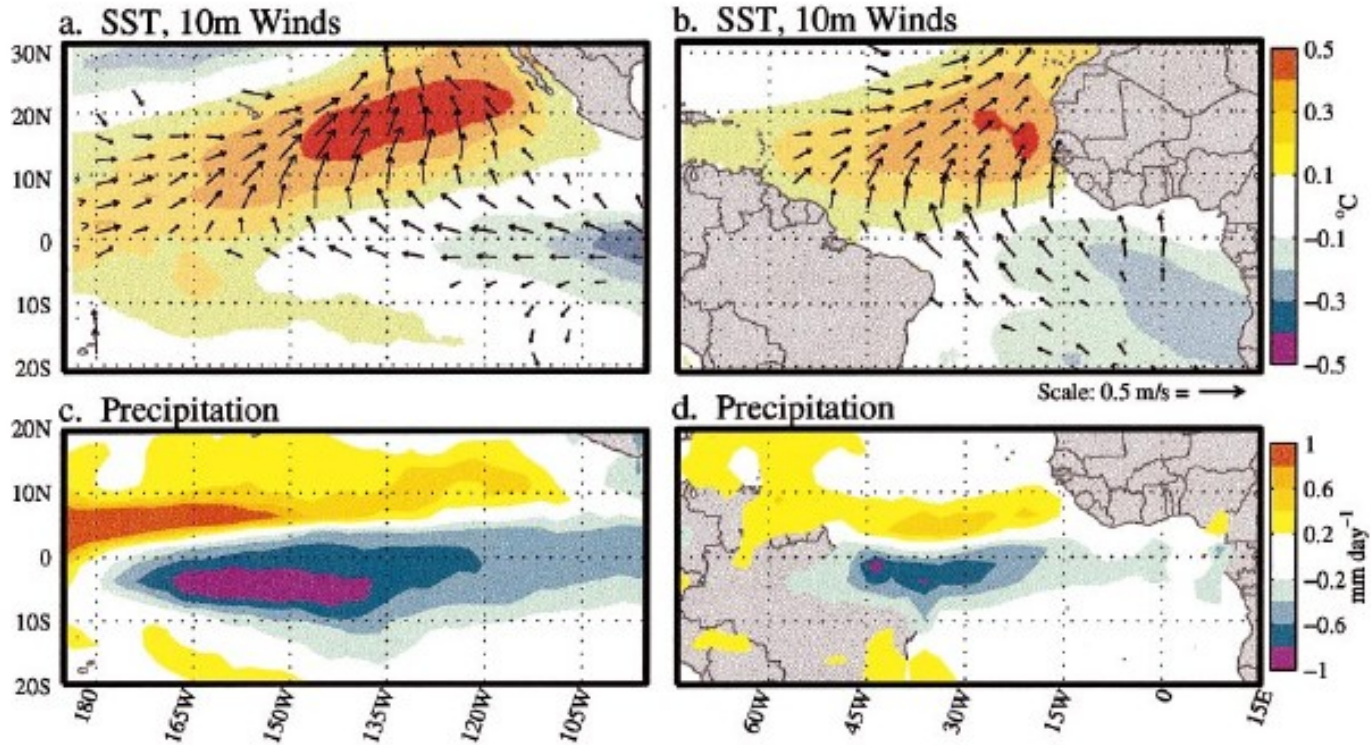 a. SST, 10m Winds
b. SST, 10m Winds
30N
20N
10N
0
10S
20S
0.5
0.3
0.1
−0.1
−0.3
−0.5
°C
Scale: 0.5 m/s =
c. Precipitation
d. Precipitation
20N
10N
0
10S
20S
1
0.6
0.2
−0.2
−0.6
−1
mm day⁻¹
180
165W
150W
135W
120W
105W
60W
45W
30W
15W
0
15E